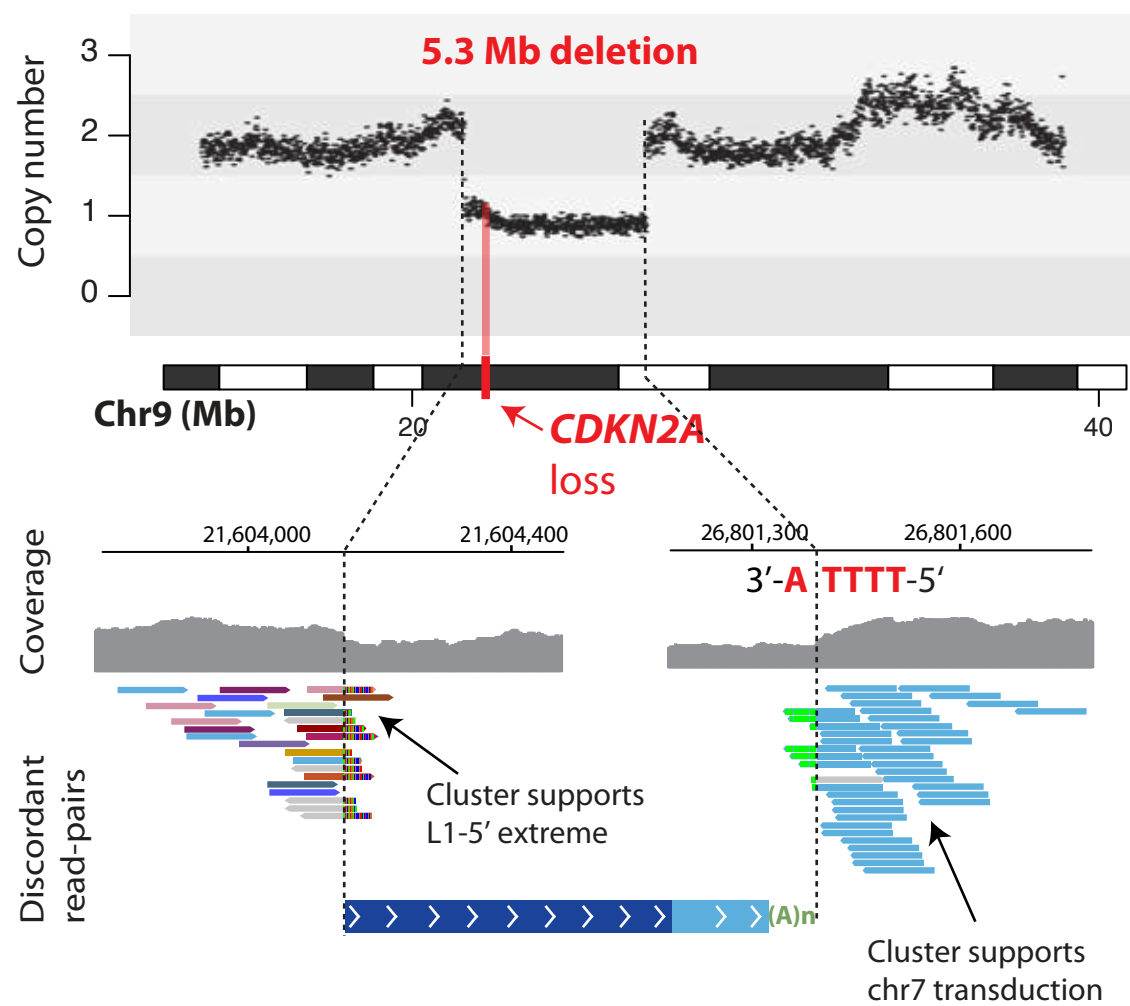 5.3 Mb deletion
Copy number
3
2
1
0
Chr9 (Mb)
20
40
CDKN2A
loss
21,604,000
21,604,400
26,801,300
26,801,600
3’-A TTTT-5‘
Coverage
Discordant
read-pairs
Cluster supports
L1-5’ extreme
(A)n
Cluster supports
chr7 transduction